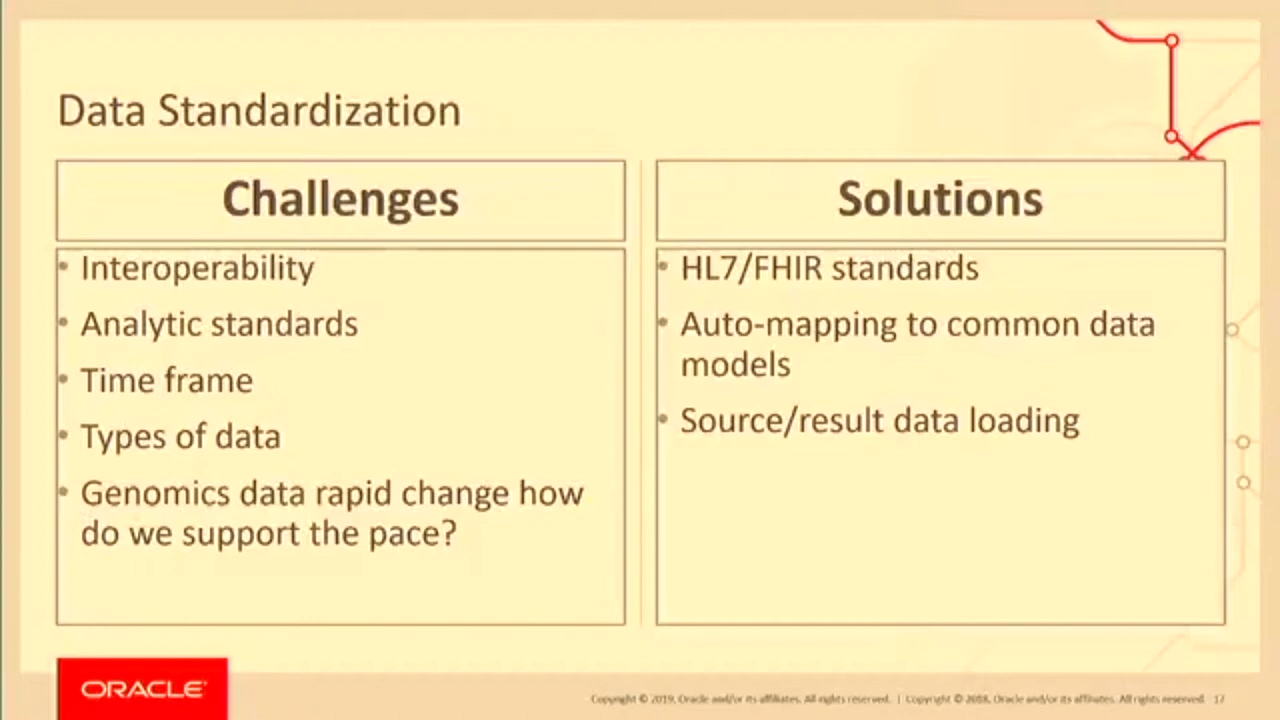 Data Standardization
Challenges
• Interoperability
• Analytic standards
• Time frame
• Types of data
• Genomics data rapid change how
do we support the pace?
Solutions
• HL7/FHIR standards
• Auto-mapping to common data
models
• Source/result data loading
ORACLE
Copyright © 2019, Oracle and/or its affiliates. All rights reserved. | Copyright © 2018, Oracle and/or its affiliates. All rights reserved. 17